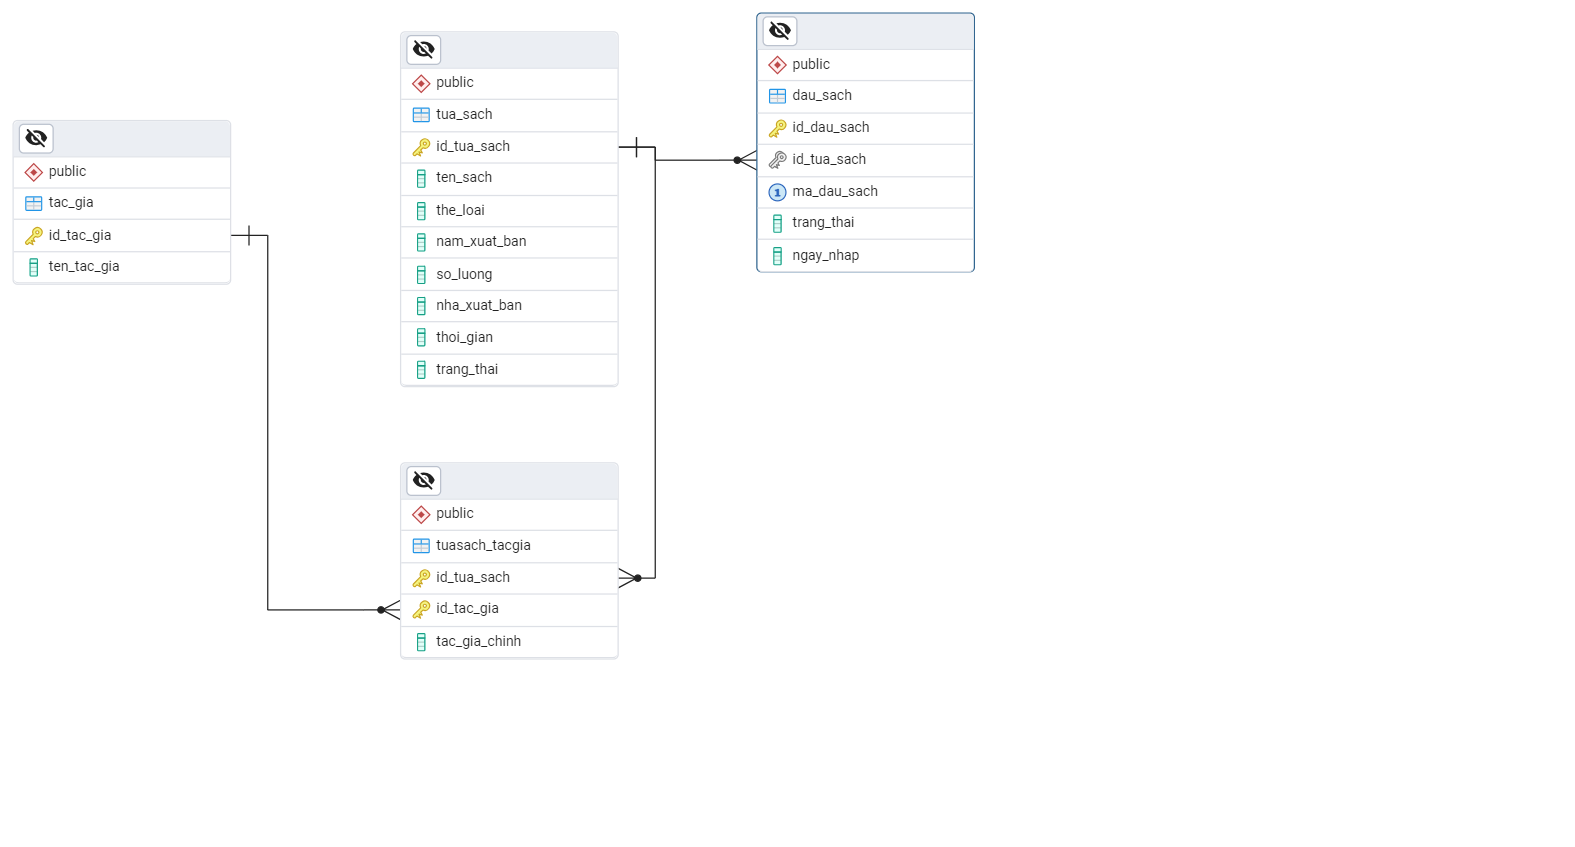 public
tac_gia
id_tac_gia
ten_tac_gia
public
tua_sach
id_tua_sach
ten_sach
the_loai
nam_xuat_ban
so_luong
nha_xuat_ban
thoi_gian
trang_thai
public
dau_sach
id_dau_sach
id_tua_sach
1 ma_dau_sach
trang_thai
ngay_nhap
public
tuasach_tacgia
id_tua_sach
id_tac_gia
tac_gia_chinh